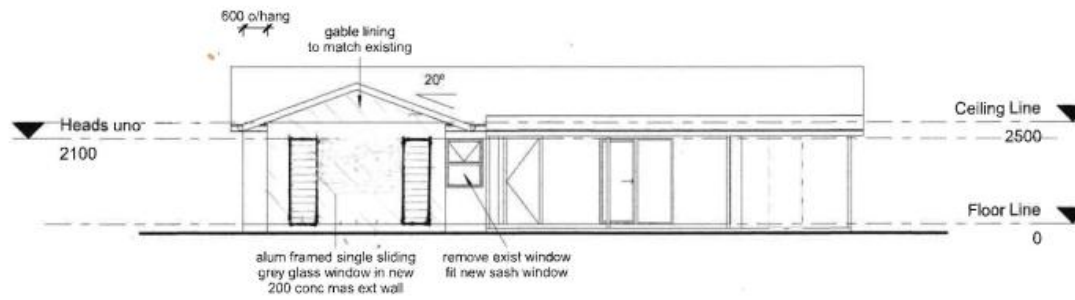 600 o/hang
gable lining
to match existing
20°
Heads uno
2100
Ceiling Line
2500
Floor Line
0
alum framed single sliding
grey glass window in new
200 conc mas ext wall
remove exist window
fit new sash window